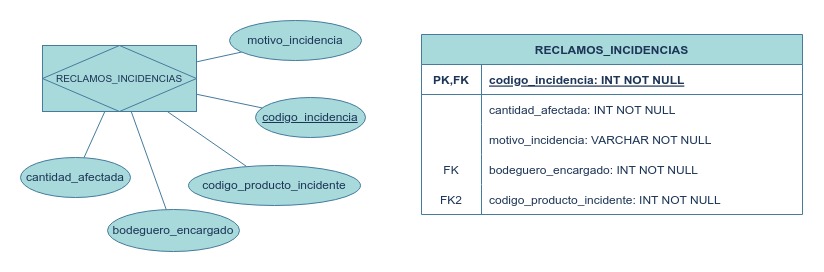 motivo_incidencia
RECLAMOS_INCIDENCIAS
codigo_incidencia
cantidad_afectada
codigo_producto_incidente
bodeguero_encargado
RECLAMOS_INCIDENCIAS
PK,FK codigo_incidencia: INT NOT NULL
cantidad_afectada: INT NOT NULL
motivo_incidencia: VARCHAR NOT NULL
FK bodeguero_encargado: INT NOT NULL
FK2 codigo_producto_incidente: INT NOT NULL